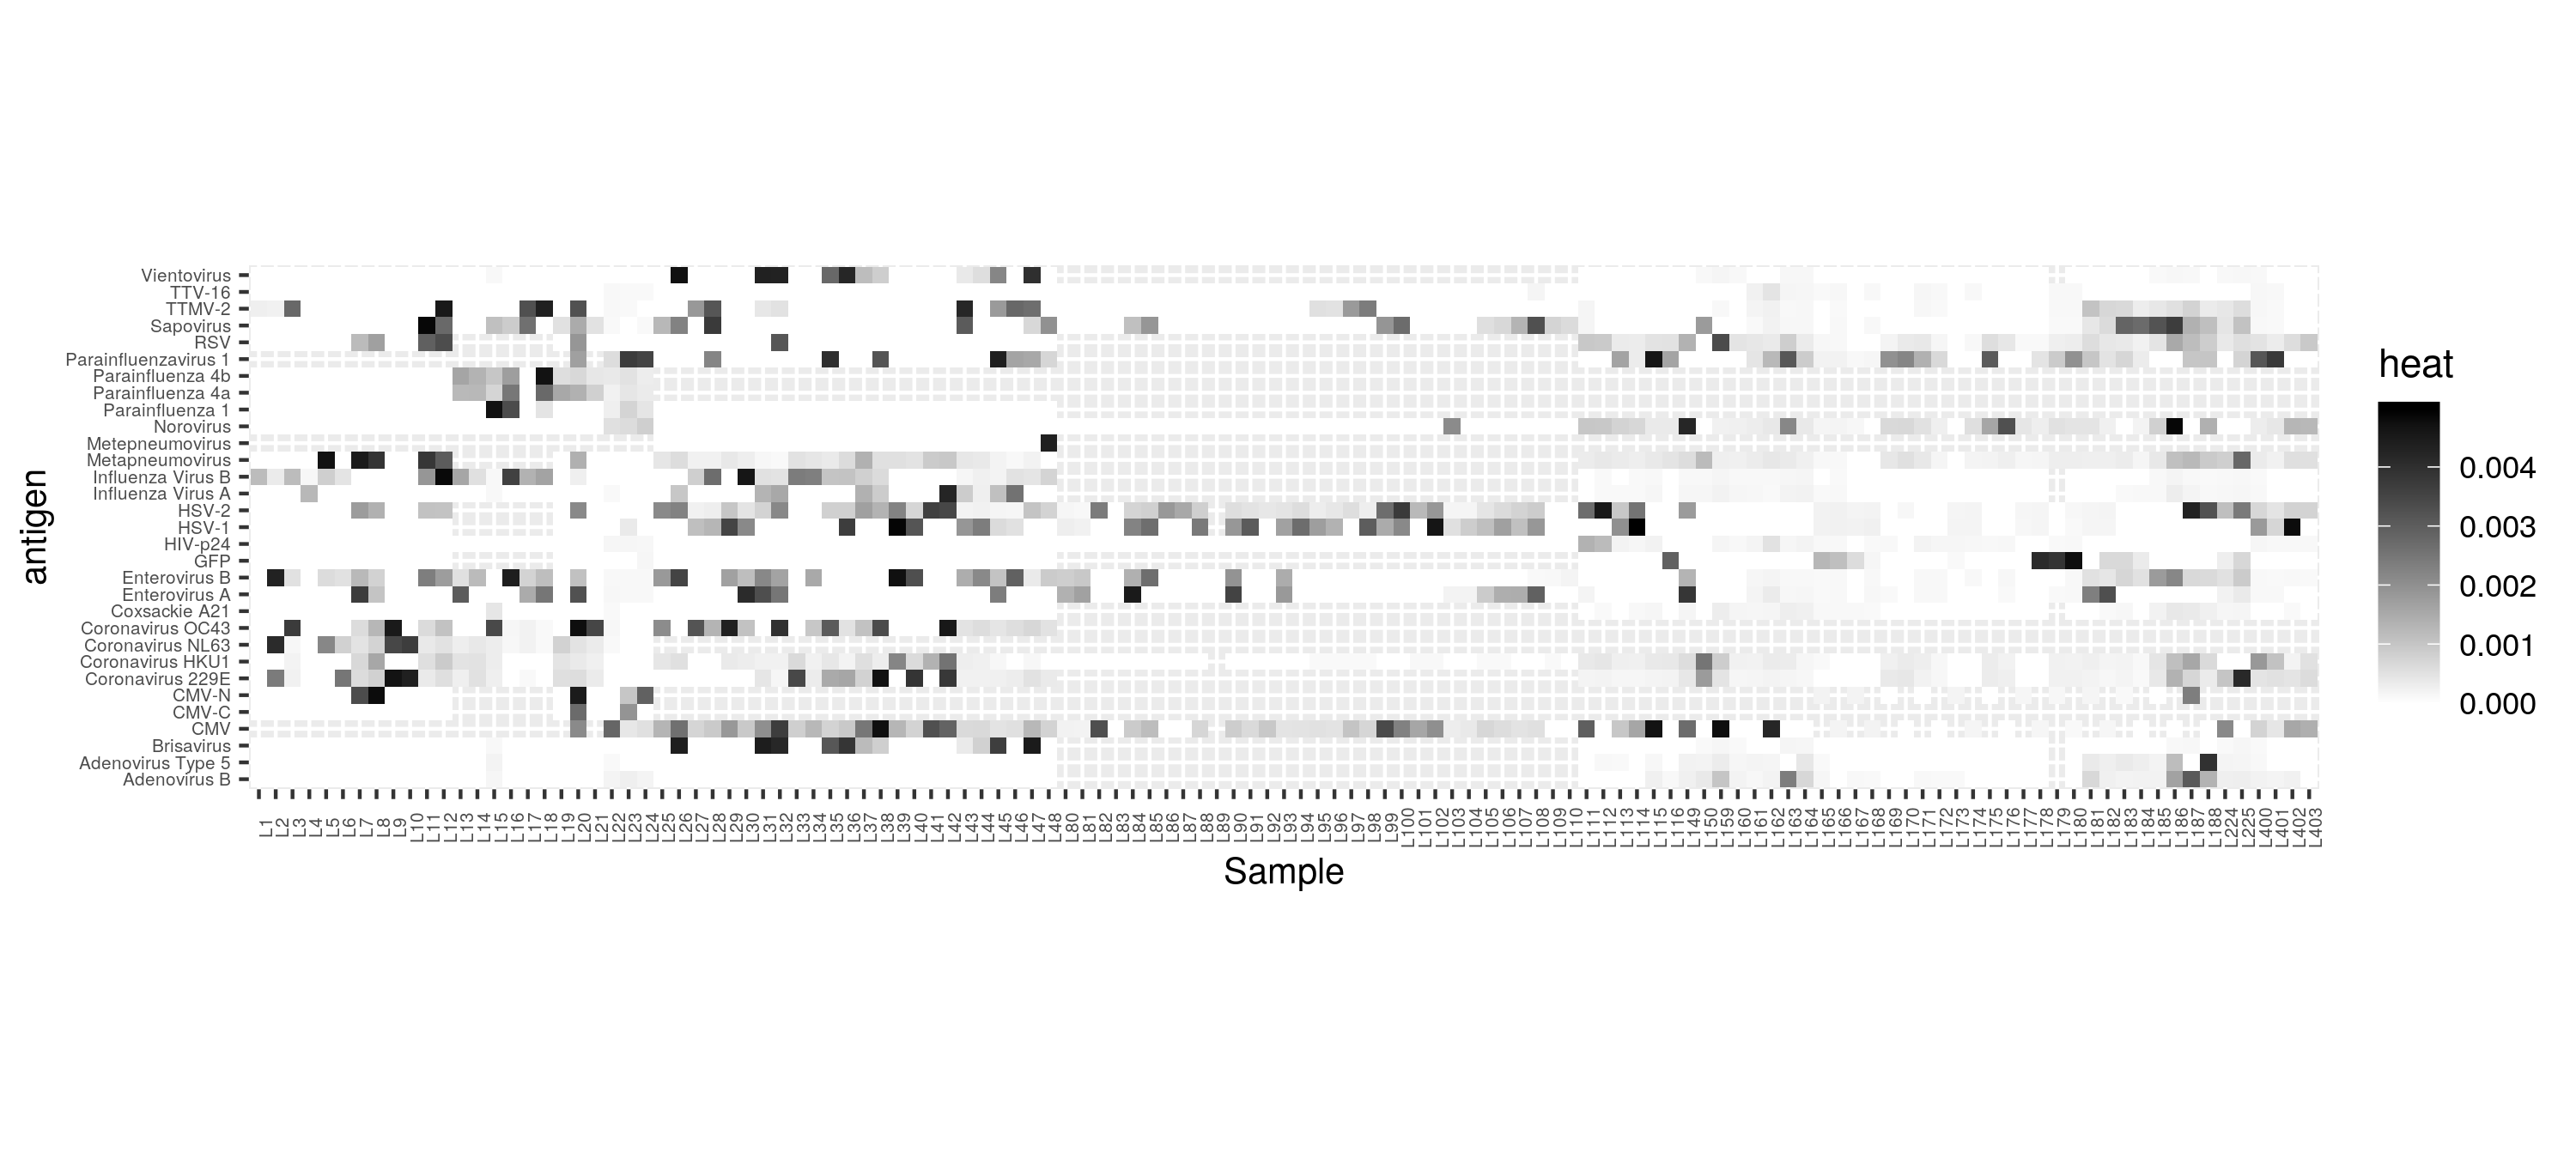 Vientovirus
TTV-16
TTMV-2
Sapovirus
RSV
Parainfluenzavirus 1
Parainfluenza 4b
Parainfluenza 4a
Parainfluenza 1
Norovirus
Metepneumovirus
Metapneumovirus
Influenza Virus B
Influenza Virus A
HSV-2
HSV-1
HIV-p24
GFP
Enterovirus B
Enterovirus A
Coxsackie A21
Coronavirus OC43
Coronavirus NL63
Coronavirus HKU1
Coronavirus 229E
CMV-N
CMV-C
CMV
Brisavirus
Adenovirus Type 5
Adenovirus B
antigen
L1
L2
L3
L4
L5
L6
L7
L8
L9
L10
L11
L12
L13
L14
L15
L16
L17
L18
L19
L20
L21
L22
L23
L24
L25
L26
L27
L28
L29
L30
L31
L32
L33
L34
L35
L36
L37
L38
L39
L40
L41
L42
L43
L44
L45
L46
L47
L48
L80
L81
L82
L83
L84
L85
L86
L87
L88
L89
L90
L91
L92
L93
L94
L95
L96
L97
L98
L99
L100
L101
L102
L103
L104
L105
L106
L107
L108
L109
L110
L111
L112
L113
L114
L115
L116
L149
L150
L159
L160
L161
L162
L163
L164
L165
L166
L167
L168
L169
L170
L171
L172
L173
L174
L175
L176
L177
L178
L179
L180
L181
L182
L183
L184
L185
L186
L187
L188
L224
L225
L400
L401
L402
L403
Sample
heat
0.004
0.003
0.002
0.001
0.000